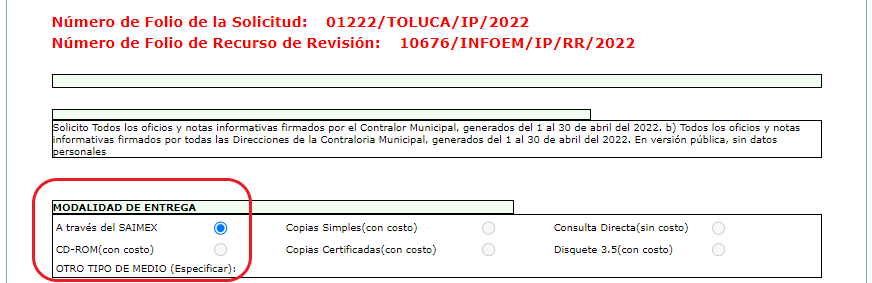 Número de Folio de la Solicitud: 01222/TOLUCA/IP/2022
Número de Folio de Recurso de Revisión: 10676/INFOEM/IP/RR/2022
Solicito Todos los oficios y notas informativas firmados por el Contralor Municipal, generados del 1 al 30 de abril del 2022. b) Todos los oficios y notas
informativas firmados por todas las Direcciones de la Contraloria Municipal, generados del 1 al 30 de abril del 2022. En versión pública, sin datos
personales
MODALIDAD DE ENTREGA
A través del SAIMEX Copias Simples(con costo) Consulta Directa(sin costo)
CD-ROM(con costo) Copias Certificadas(con costo) Disquete 3.5(con costo)
OTRO TIPO DE MEDIO (Especificar):